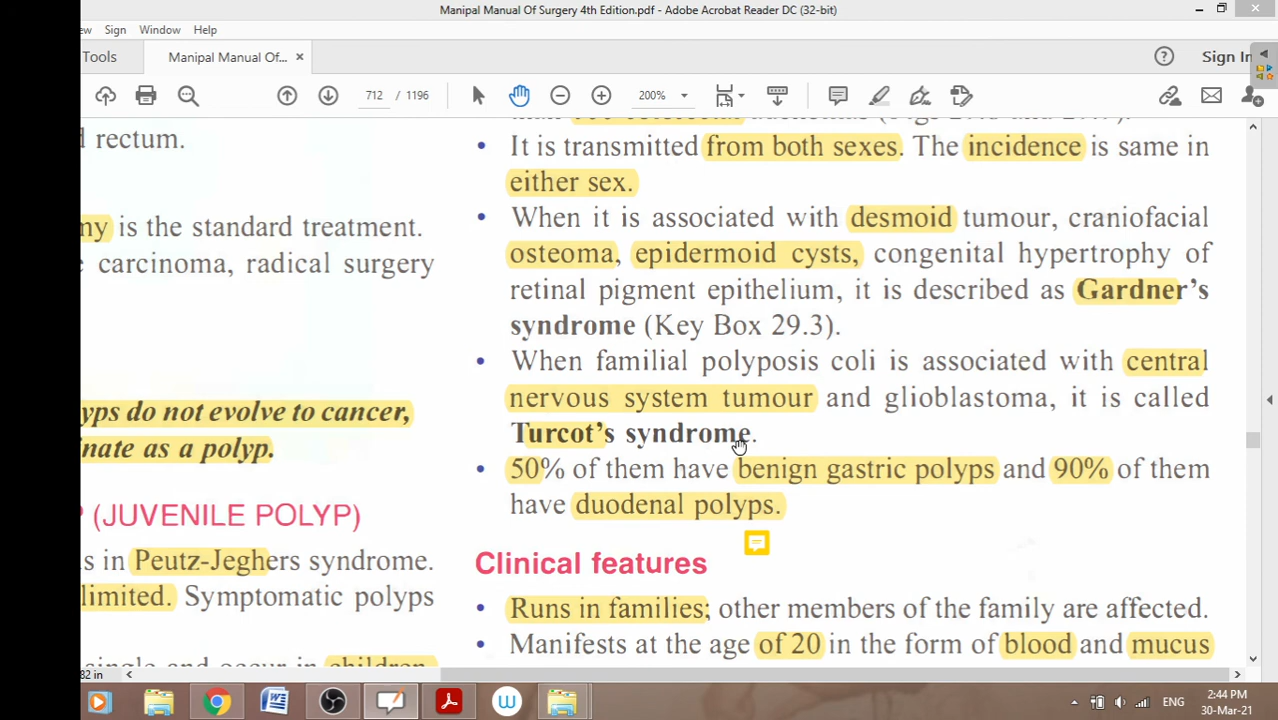 Manipal Manual Of Surgery 4th Edition.pdf - Adobe Acrobat Reader DC (32-bit)
Sign Window Help
Tools Manipal Manual Of... × Sign In
712 / 1196 200%
d rectum.
my is the standard treatment.
e carcinoma, radical surgery
yps do not evolve to cancer,
inate as a polyp.
(JUVENILE POLYP)
s in Peutz-Jeghers syndrome.
limited. Symptomatic polyps
single and occur in children
• It is transmitted from both sexes. The incidence is same in
either sex.
• When it is associated with desmoid tumour, craniofacial
osteoma, epidermoid cysts, congenital hypertrophy of
retinal pigment epithelium, it is described as Gardner's
syndrome (Key Box 29.3).
• When familial polyposis coli is associated with central
nervous system tumour and glioblastoma, it is called
Turcot's syndrome.
• 50% of them have benign gastric polyps and 90% of them
have duodenal polyps.
Clinical features
• Runs in families; other members of the family are affected.
• Manifests at the age of 20 in the form of blood and mucus
82 in
ENG
2:44 PM
30-Mar-21